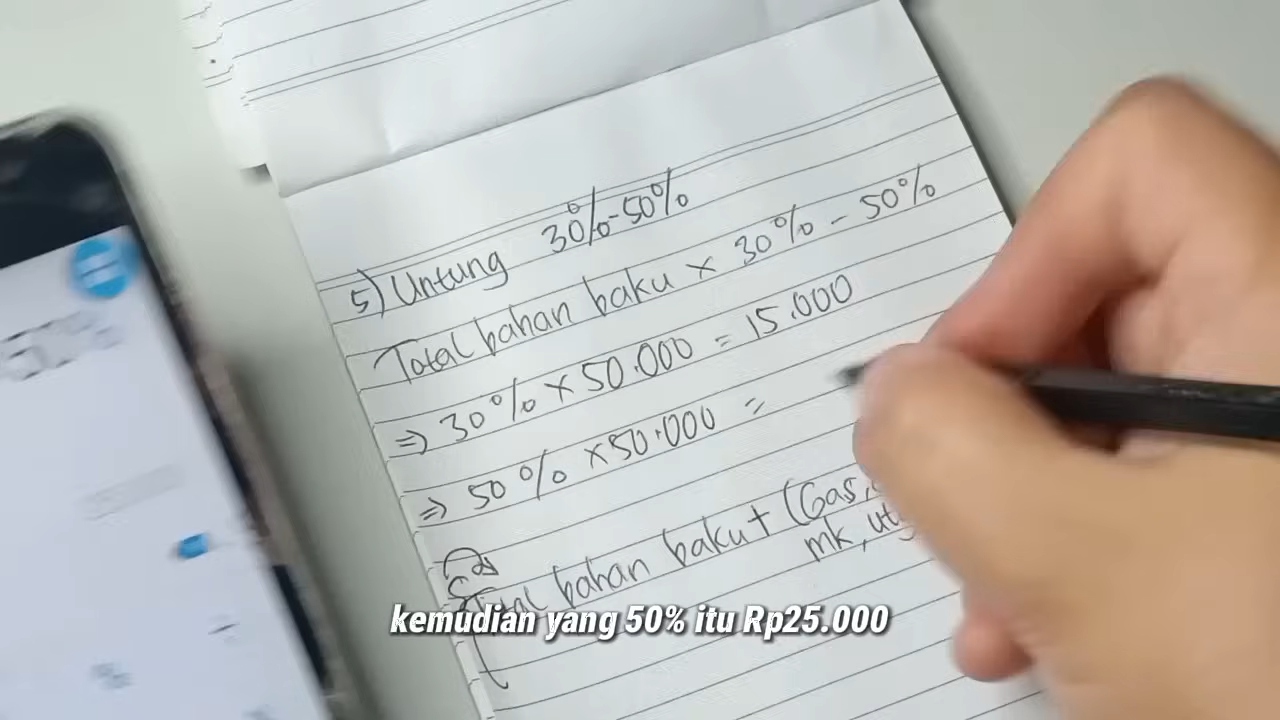 5) Untung 30%-50%
Total bahan baku × 30% - 50%
⇒ 30% × 50.000 = 15.000
⇒ 50% × 50.000 =
Total bahan baku + (Gas,
mk,
kemudian yang 50% itu Rp25.000